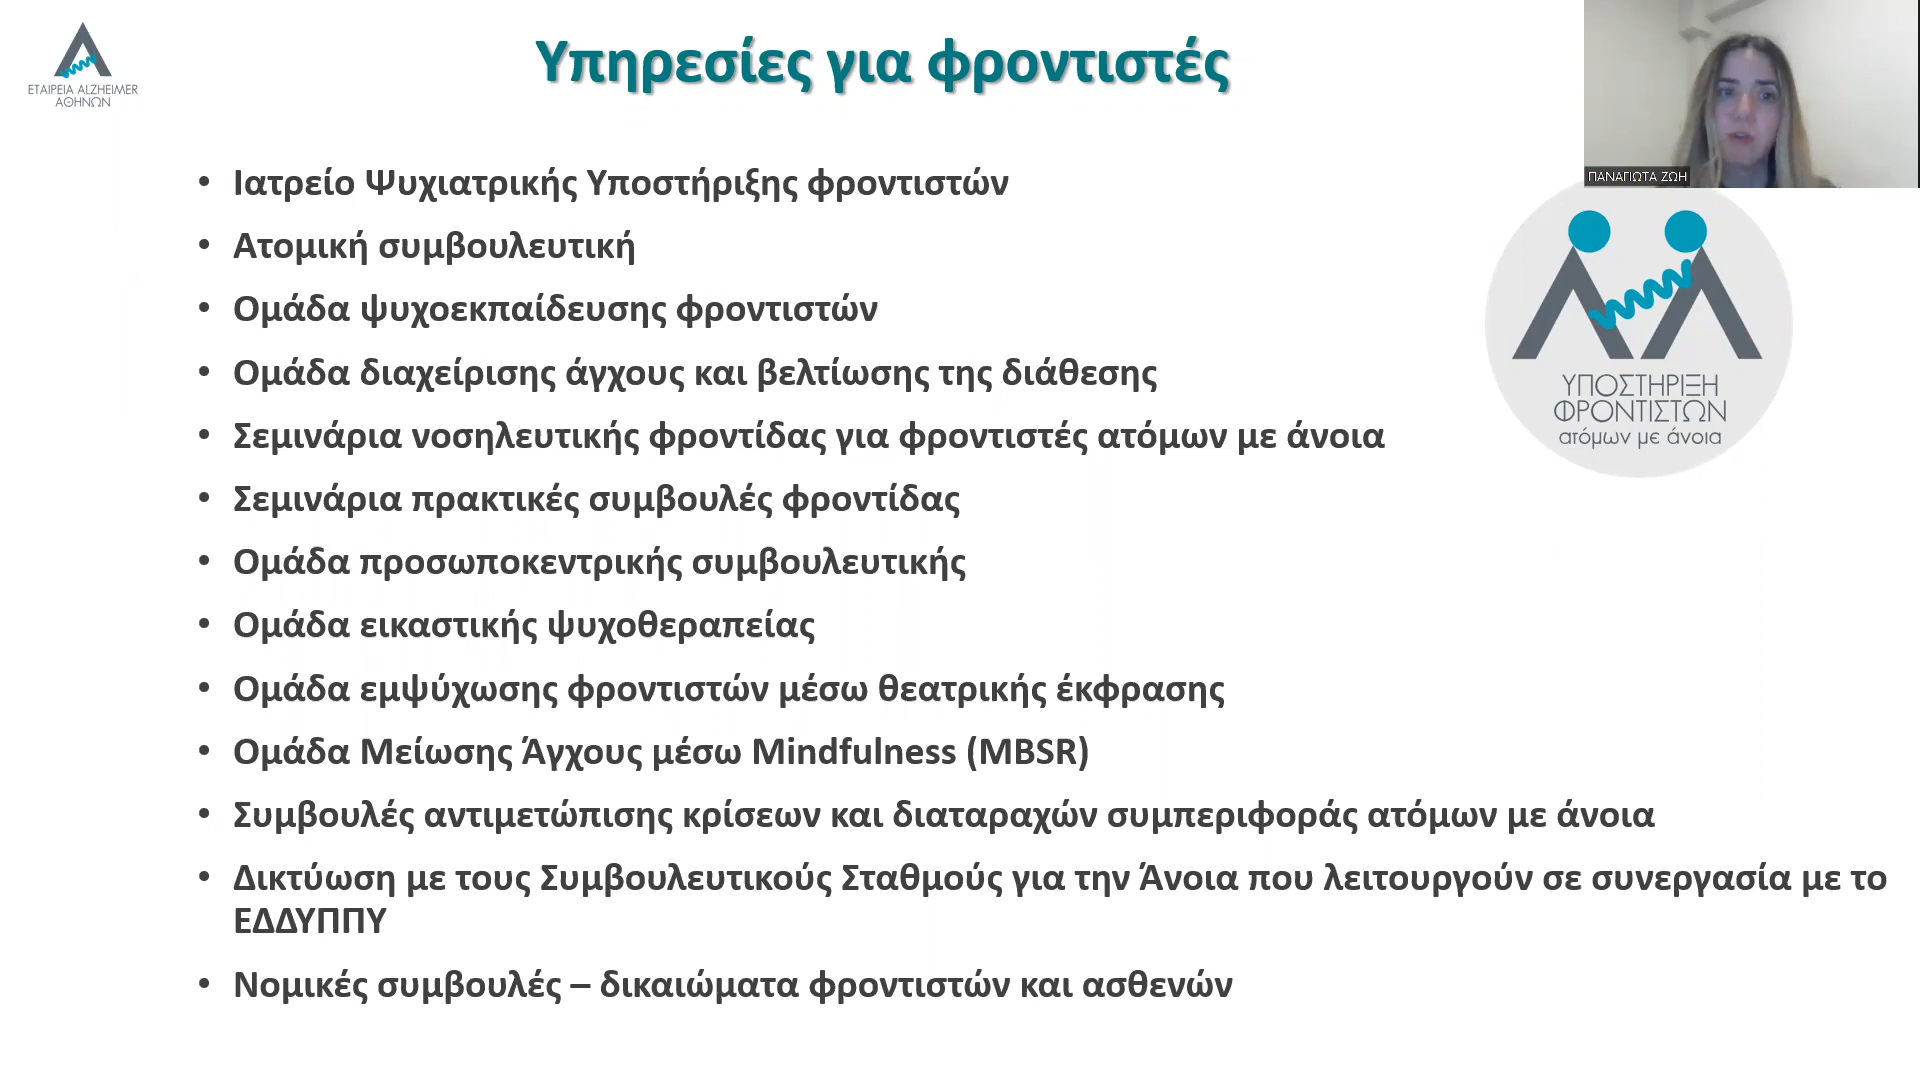 ΕΤΑΙΡΕΙΑ ALZHEIMER
ΑΘΗΝΩΝ
Υπηρεσίες για φροντιστές
ΠΑΝΑΓΙΩΤΑ ΖΩΗ
• Ιατρείο Ψυχιατρικής Υποστήριξης φροντιστών
• Ατομική συμβουλευτική
• Ομάδα ψυχοεκπαίδευσης φροντιστών
• Ομάδα διαχείρισης άγχους και βελτίωσης της διάθεσης
• Σεμινάρια νοσηλευτικής φροντίδας για φροντιστές ατόμων με άνοια
• Σεμινάρια πρακτικές συμβουλές φροντίδας
• Ομάδα προσωποκεντρικής συμβουλευτικής
• Ομάδα εικαστικής ψυχοθεραπείας
• Ομάδα εμψύχωσης φροντιστών μέσω θεατρικής έκφρασης
• Ομάδα Μείωσης Άγχους μέσω Mindfulness (MBSR)
• Συμβουλές αντιμετώπισης κρίσεων και διαταραχών συμπεριφοράς ατόμων με άνοια
• Δικτύωση με τους Συμβουλευτικούς Σταθμούς για την Άνοια που λειτουργούν σε συνεργασία με το
ΕΔΔΥΠΠΥ
• Νομικές συμβουλές – δικαιώματα φροντιστών και ασθενών
ΥΠΟΣΤΗΡΙΞΗ
ΦΡΟΝΤΙΣΤΩΝ
ατόμων με άνοια